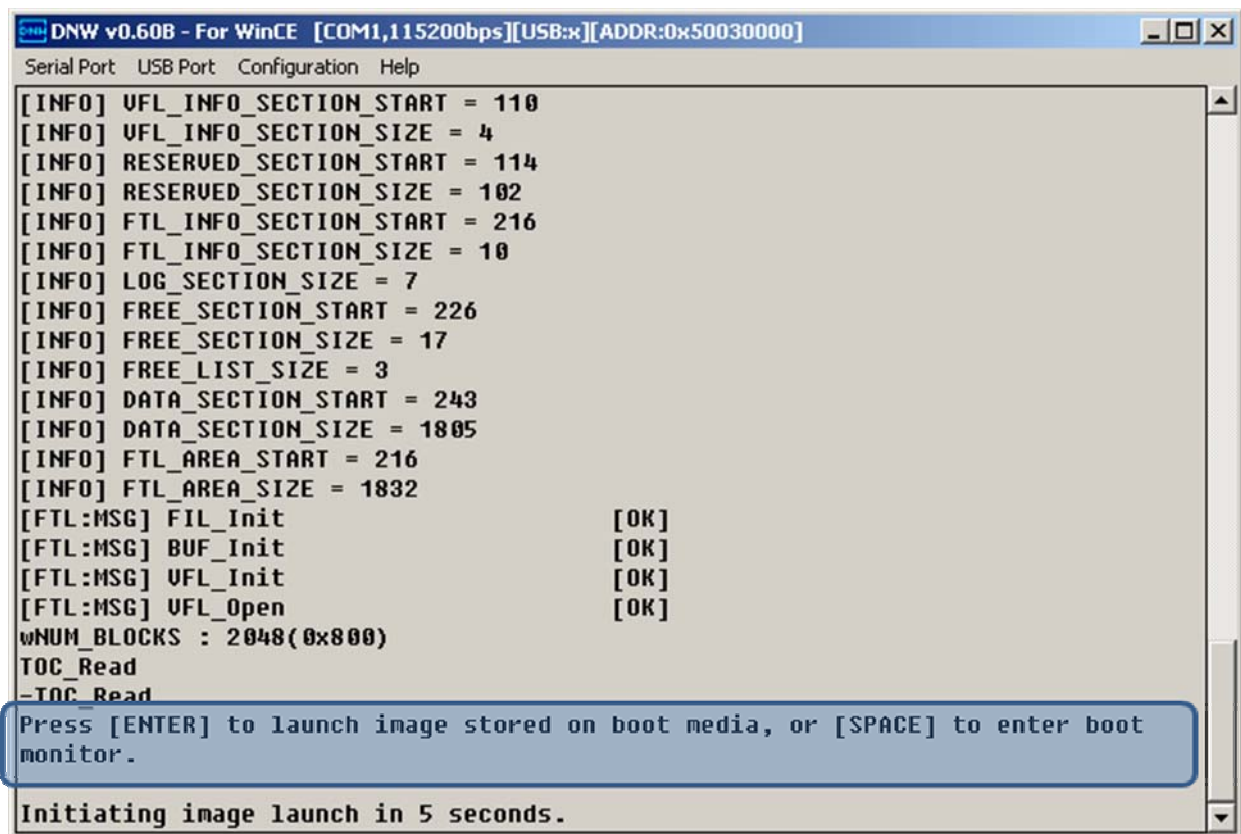 DNW v0.60B - For WinCE [COM1,115200bps][USB:x][ADDR:0x50030000]
Serial Port USB Port Configuration Help
[INFO] VFL_INFO_SECTION_START = 110
[INFO] VFL_INFO_SECTION_SIZE = 4
[INFO] RESERVED_SECTION_START = 114
[INFO] RESERVED_SECTION_SIZE = 102
[INFO] FTL_INFO_SECTION_START = 216
[INFO] FTL_INFO_SECTION_SIZE = 10
[INFO] LOG_SECTION_SIZE = 7
[INFO] FREE_SECTION_START = 226
[INFO] FREE_SECTION_SIZE = 17
[INFO] FREE_LIST_SIZE = 3
[INFO] DATA_SECTION_START = 243
[INFO] DATA_SECTION_SIZE = 1805
[INFO] FTL_AREA_START = 216
[INFO] FTL_AREA_SIZE = 1832
[FTL:MSG] FIL_Init [OK]
[FTL:MSG] BUF_Init [OK]
[FTL:MSG] VFL_Init [OK]
[FTL:MSG] VFL_Open [OK]
wNUM_BLOCKS : 2048(0x800)
TOC_Read
-TOC_Read
Press [ENTER] to launch image stored on boot media, or [SPACE] to enter boot
monitor.
Initiating image launch in 5 seconds.